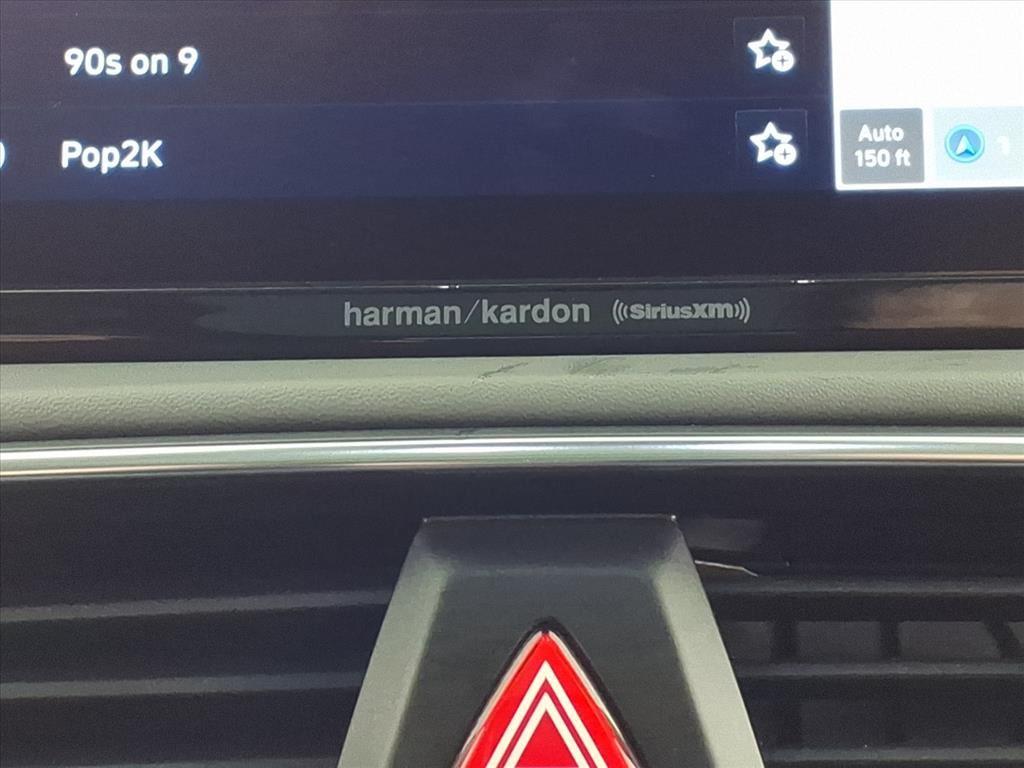 90s on 9
Pop2K
Auto
150 ft
harman/kardon
SiriusXM